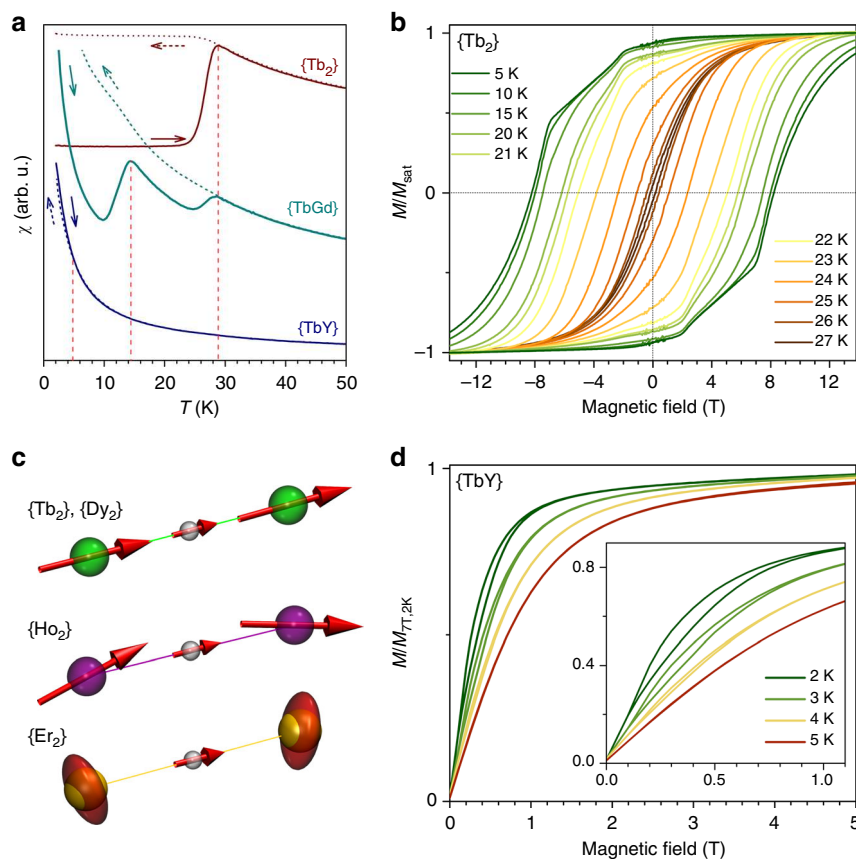 a
χ (arb. u.)
{Tb2}
{TbGd}
{TbY}
0 10 20 30 40 50
T (K)
b
{Tb2}
5 K
10 K
15 K
20 K
21 K
22 K
23 K
24 K
25 K
26 K
27 K
1
0
−1
M/Msat
−12 −8 −4 0 4 8 12
Magnetic field (T)
c
{Tb2}, {Dy2}
{Ho2}
{Er2}
d
{TbY}
1
0
M/M7T,2K
0 1 2 3 4 5
Magnetic field (T)
0.8
0.4
0.0
0.0 0.5 1.0
2 K
3 K
4 K
5 K